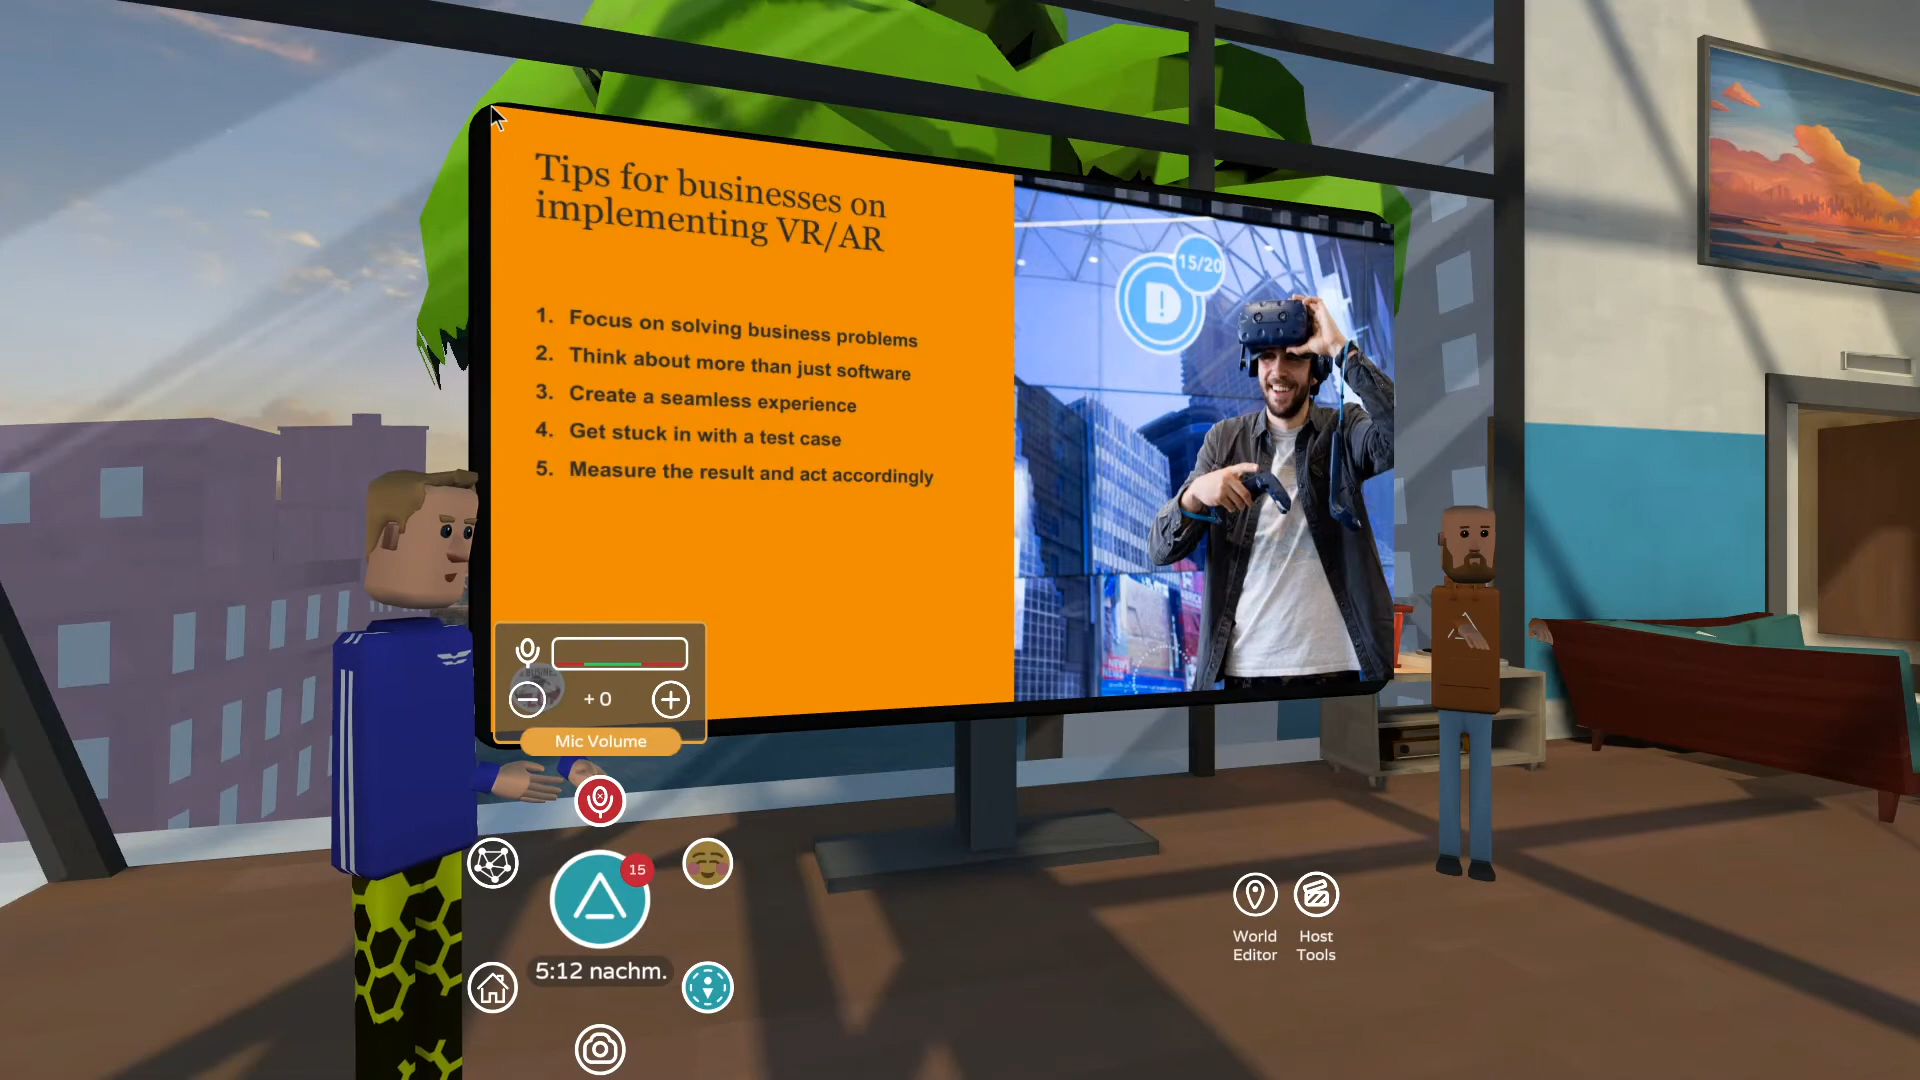 Tips for businesses on
implementing VR/AR
1. Focus on solving business problems
2. Think about more than just software
3. Create a seamless experience
4. Get stuck in with a test case
5. Measure the result and act accordingly
15/20
+ 0
Mic Volume
15
5:12 nachm.
World
Editor
Host
Tools